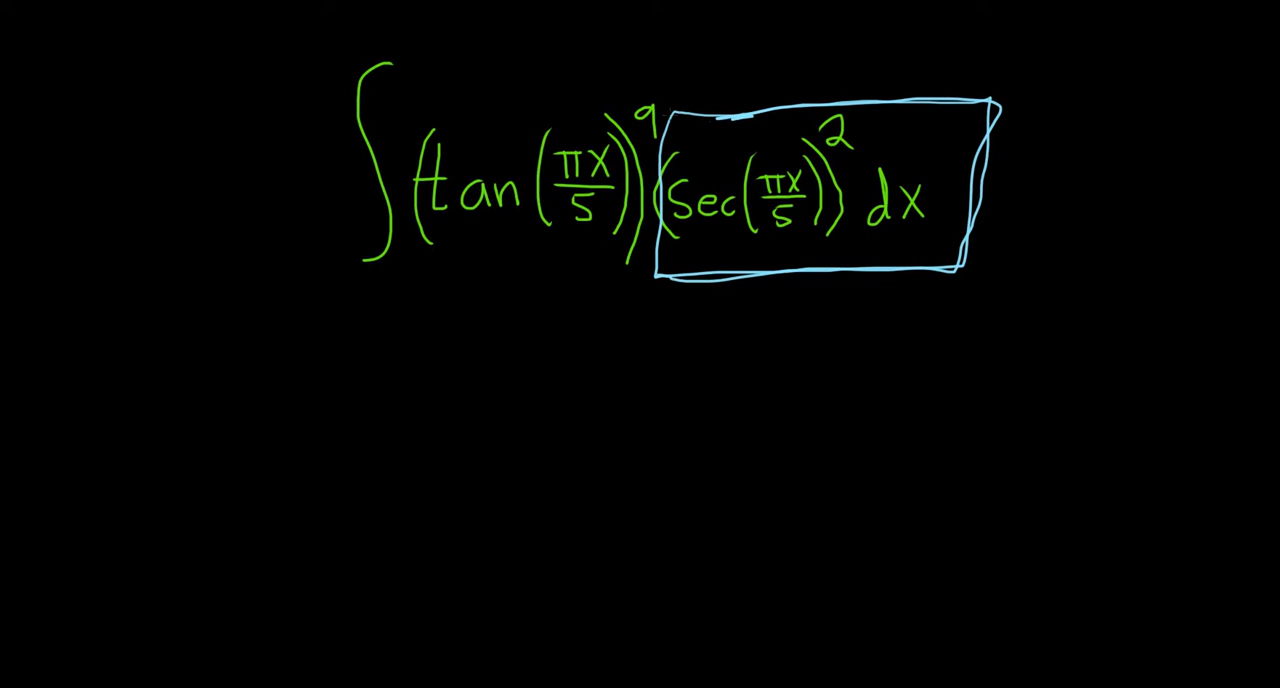 ∫ (tan(πx/5))^9 (sec(πx/5))^2 dx